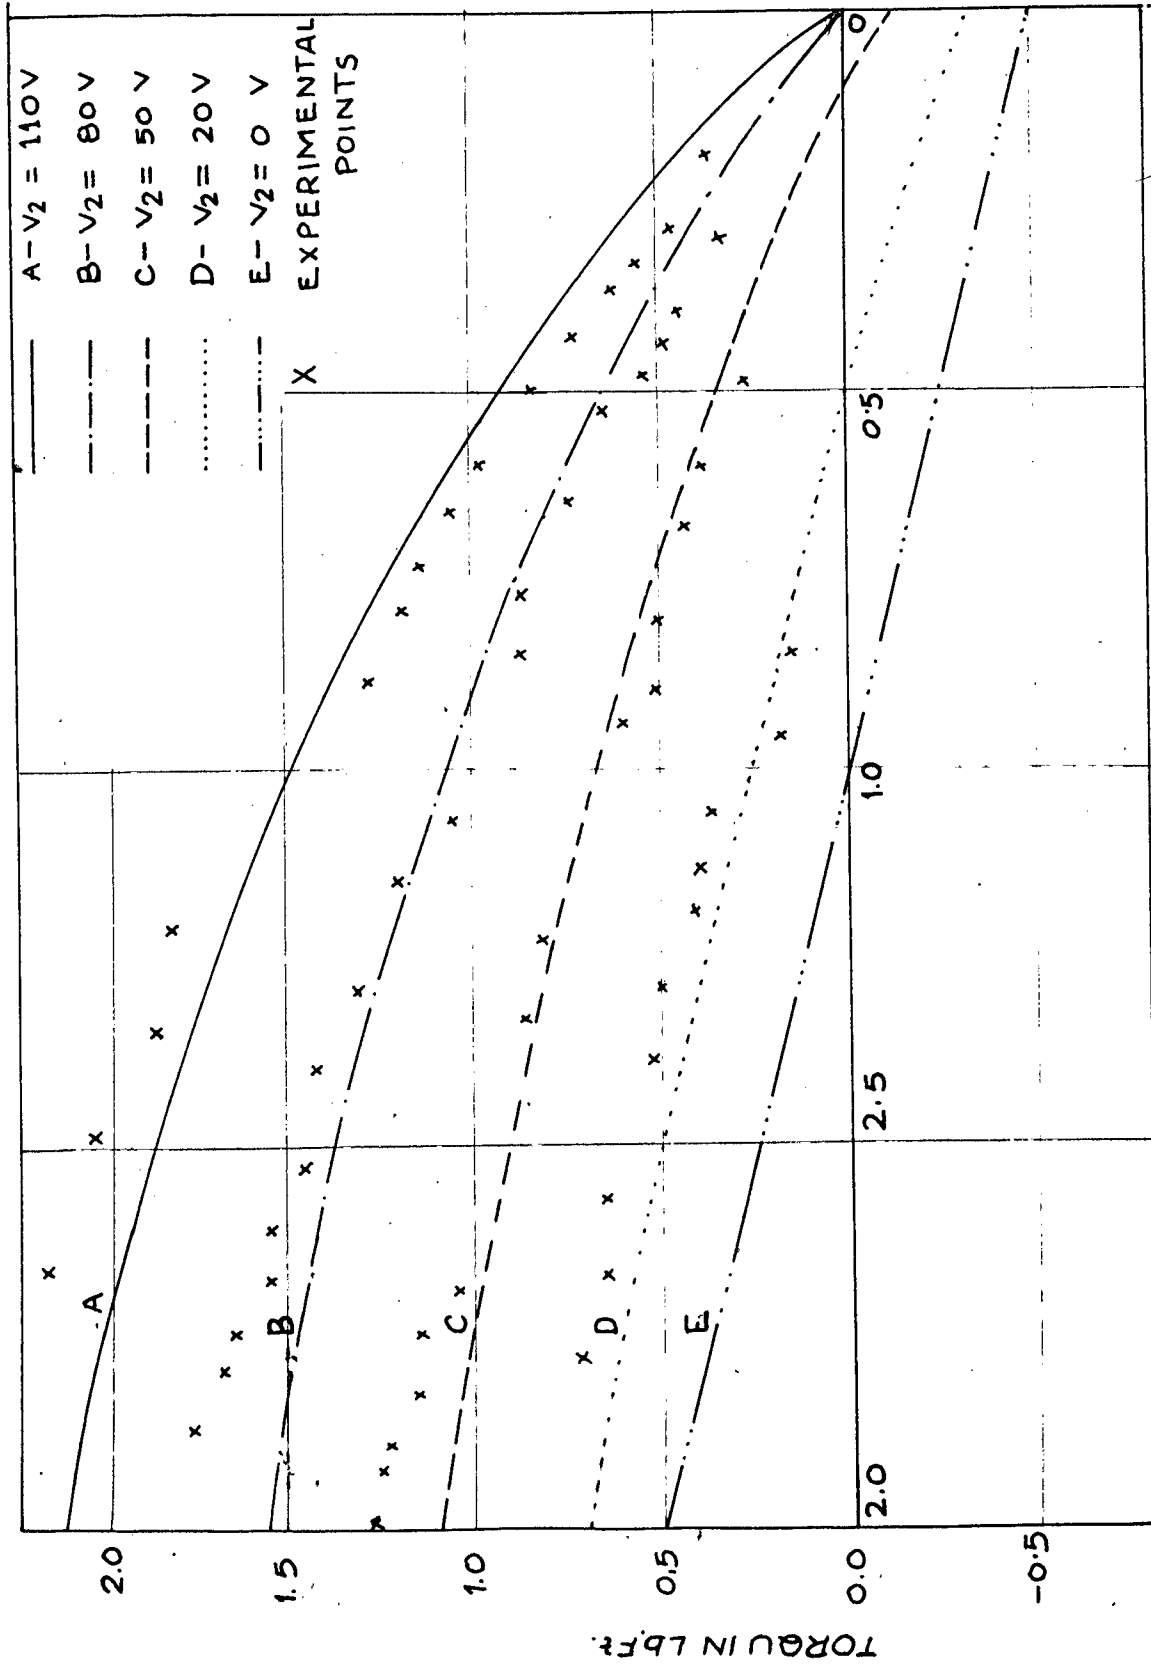 A - V2 = 110V
B - V2 = 80 V
C - V2 = 50 V
D - V2 = 20 V
E - V2 = 0 V
X EXPERIMENTAL
POINTS
A
B
C
D
E
2.0
1.5
1.0
0.5
0.0
-0.5
2.0
2.5
1.0
0.5
0
TORQU IN Lb.Ft.